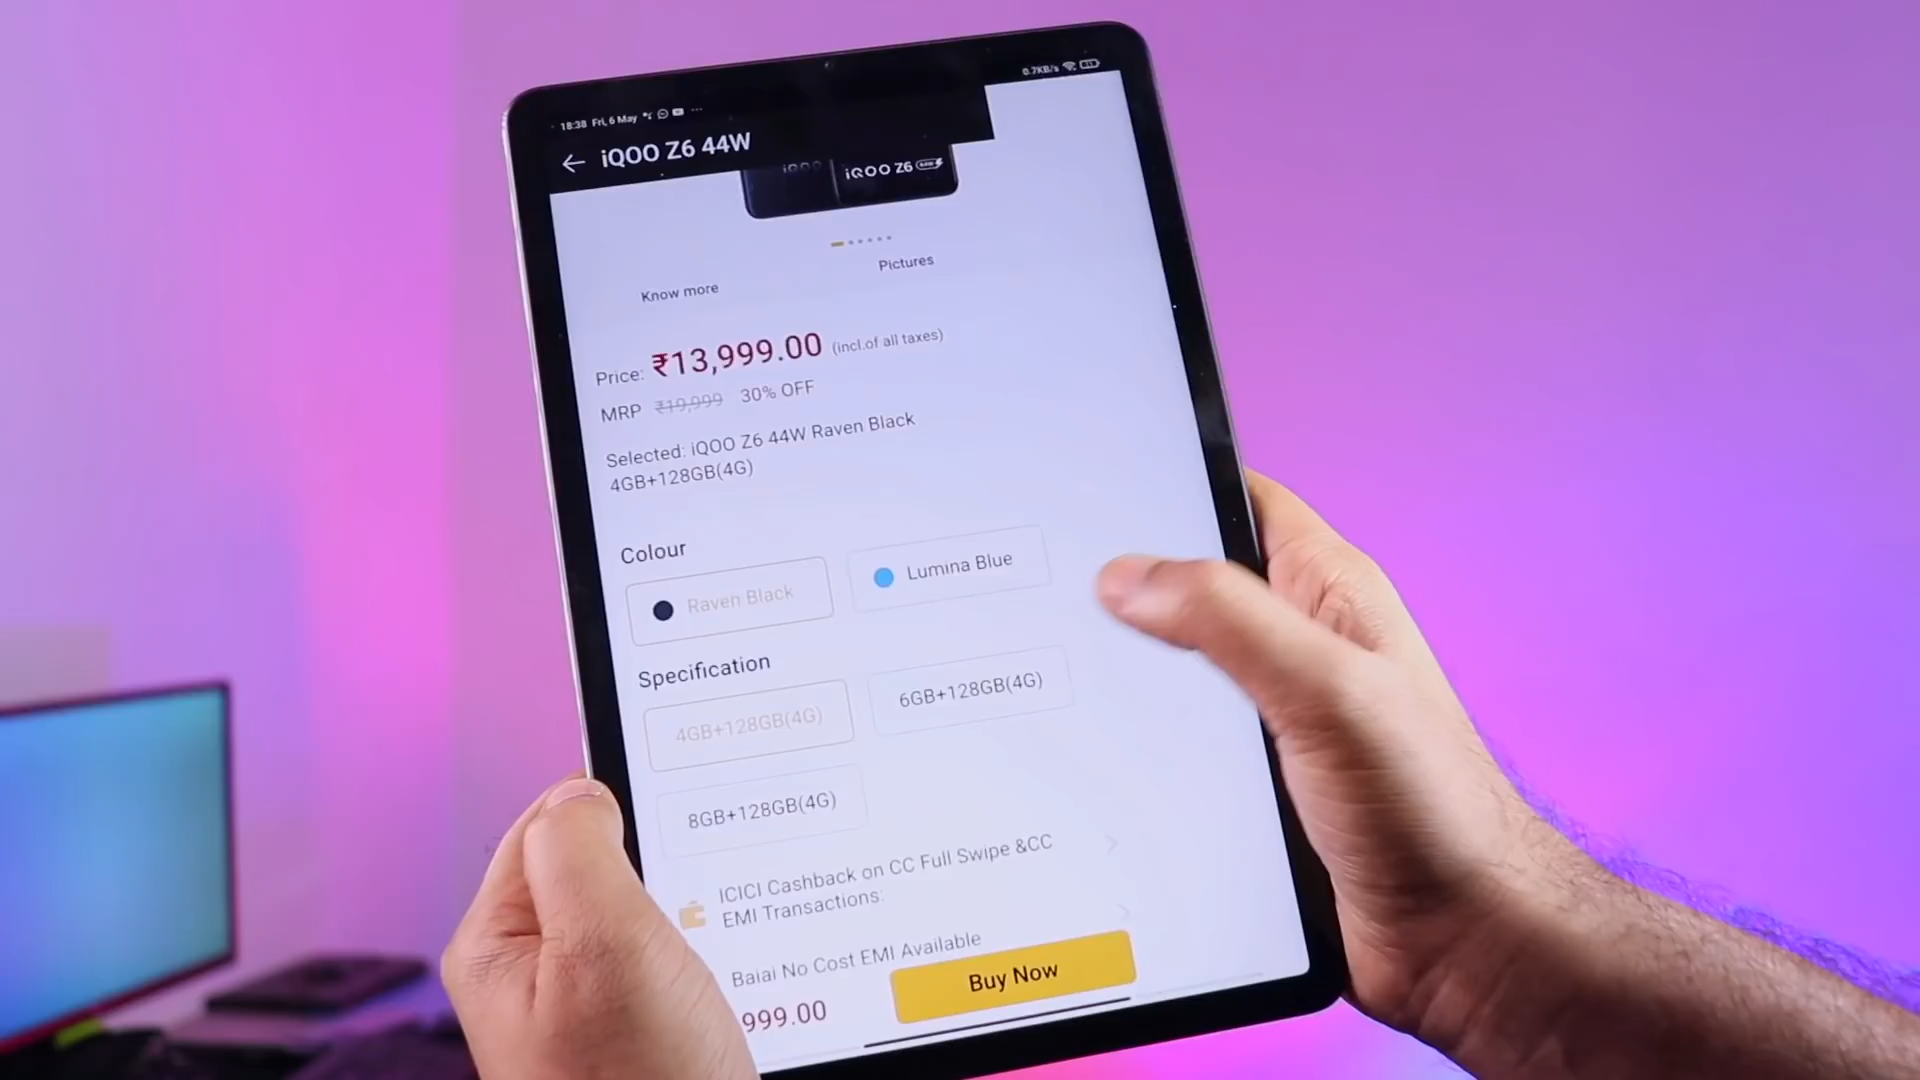 18:38 Fri, 6 May
0.7KB/s
iQOO Z6 44W
iQOO
iQOO Z6 44W
Know more
Pictures
Price: ₹13,999.00 (incl.of all taxes)
MRP ₹19,999 30% OFF
Selected: iQOO Z6 44W Raven Black
4GB+128GB(4G)
Colour
Raven Black
Lumina Blue
Specification
4GB+128GB(4G)
6GB+128GB(4G)
8GB+128GB(4G)
ICICI Cashback on CC Full Swipe &CC
EMI Transactions:
Bajaj No Cost EMI Available
999.00
Buy Now